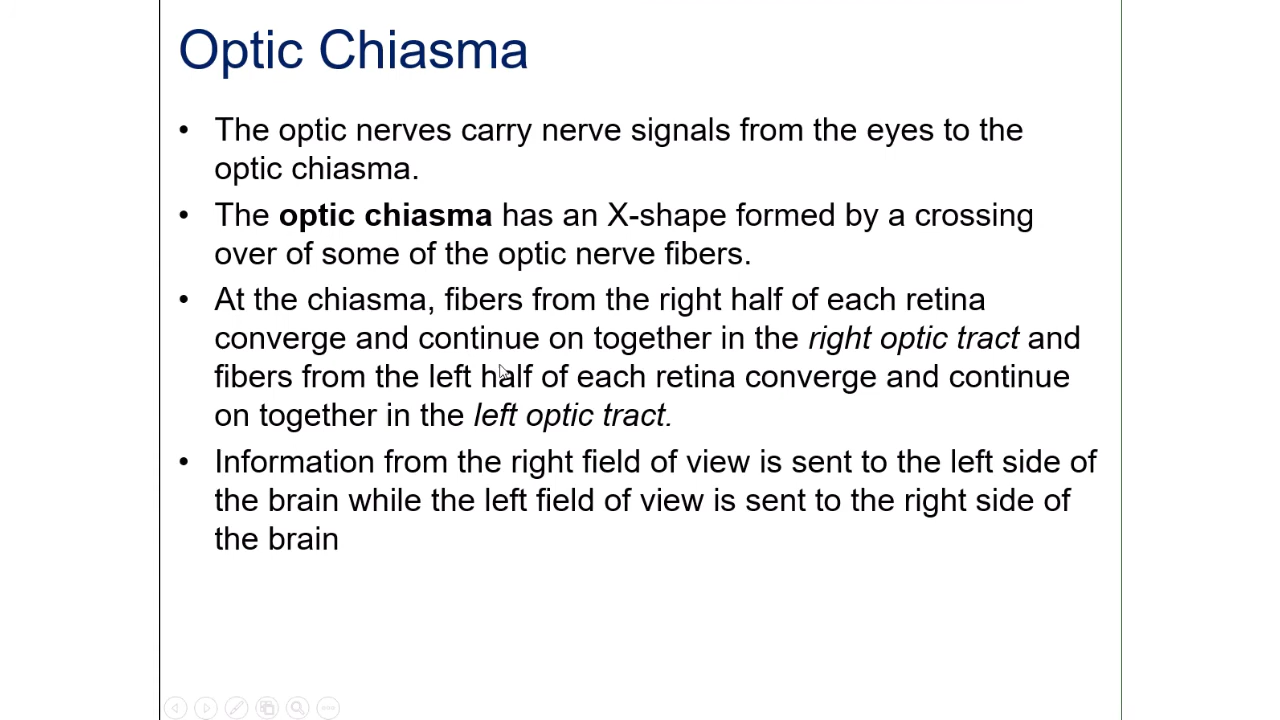 Optic Chiasma
• The optic nerves carry nerve signals from the eyes to the
optic chiasma.
• The optic chiasma has an X-shape formed by a crossing
over of some of the optic nerve fibers.
• At the chiasma, fibers from the right half of each retina
converge and continue on together in the right optic tract and
fibers from the left half of each retina converge and continue
on together in the left optic tract.
• Information from the right field of view is sent to the left side of
the brain while the left field of view is sent to the right side of
the brain